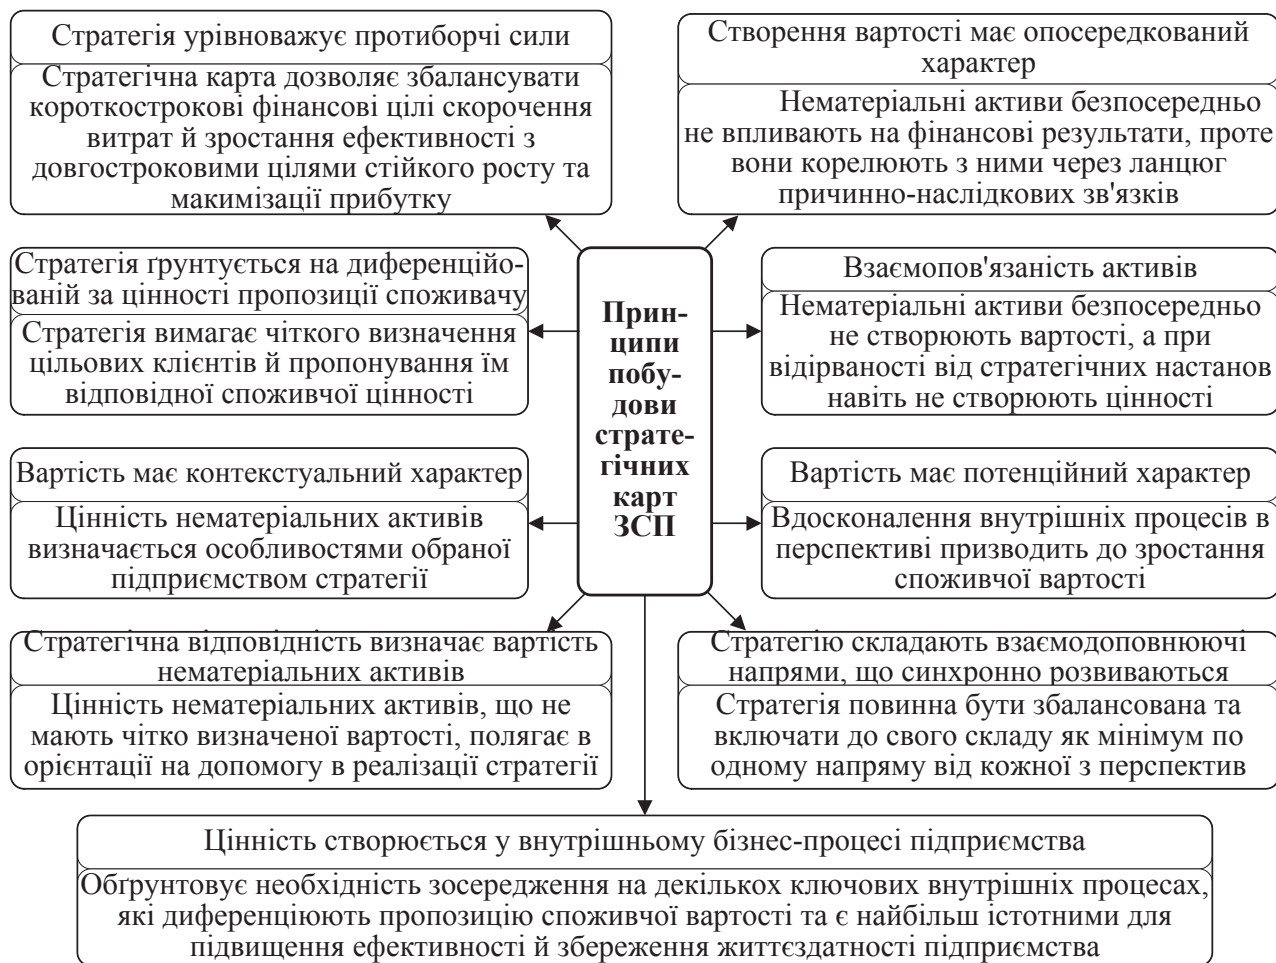 Стратегія урівноважує протиборчі сили
Стратегічна карта дозволяє збалансувати
короткострокові фінансові цілі скорочення
витрат й зростання ефективності з
довгостроковими цілями стійкого росту та
макимізації прибутку
Створення вартості має опосередкований
характер
Нематеріальні активи безпосередньо
не впливають на фінансові результати, проте
вони корелюють з ними через ланцюг
причинно-наслідкових зв'язків
Стратегія ґрунтується на диференційо-
ваній за цінності пропозиції споживачу
Стратегія вимагає чіткого визначення
цільових клієнтів й пропонування їм
відповідної споживчої цінності
Прин-
ципи
побу-
дови
страте-
гічних
карт
ЗСП
Взаємопов'язаність активів
Нематеріальні активи безпосередньо
не створюють вартості, а при
відірваності від стратегічних настанов
навіть не створюють цінності
Вартість має контекстуальний характер
Цінність нематеріальних активів
визначається особливостями обраної
підприємством стратегії
Вартість має потенційний характер
Вдосконалення внутрішніх процесів в
перспективі призводить до зростання
споживчої вартості
Стратегічна відповідність визначає вартість
нематеріальних активів
Цінність нематеріальних активів, що не
мають чітко визначеної вартості, полягає в
орієнтації на допомогу в реалізації стратегії
Стратегію складають взаємодоповнюючі
напрями, що синхронно розвиваються
Стратегія повинна бути збалансована та
включати до свого складу як мінімум по
одному напряму від кожної з перспектив
Цінність створюється у внутрішньому бізнес-процесі підприємства
Обґрунтовує необхідність зосередження на декількох ключових внутрішніх процесах,
які диференціюють пропозицію споживчої вартості та є найбільш істотними для
підвищення ефективності й збереження життєздатності підприємства